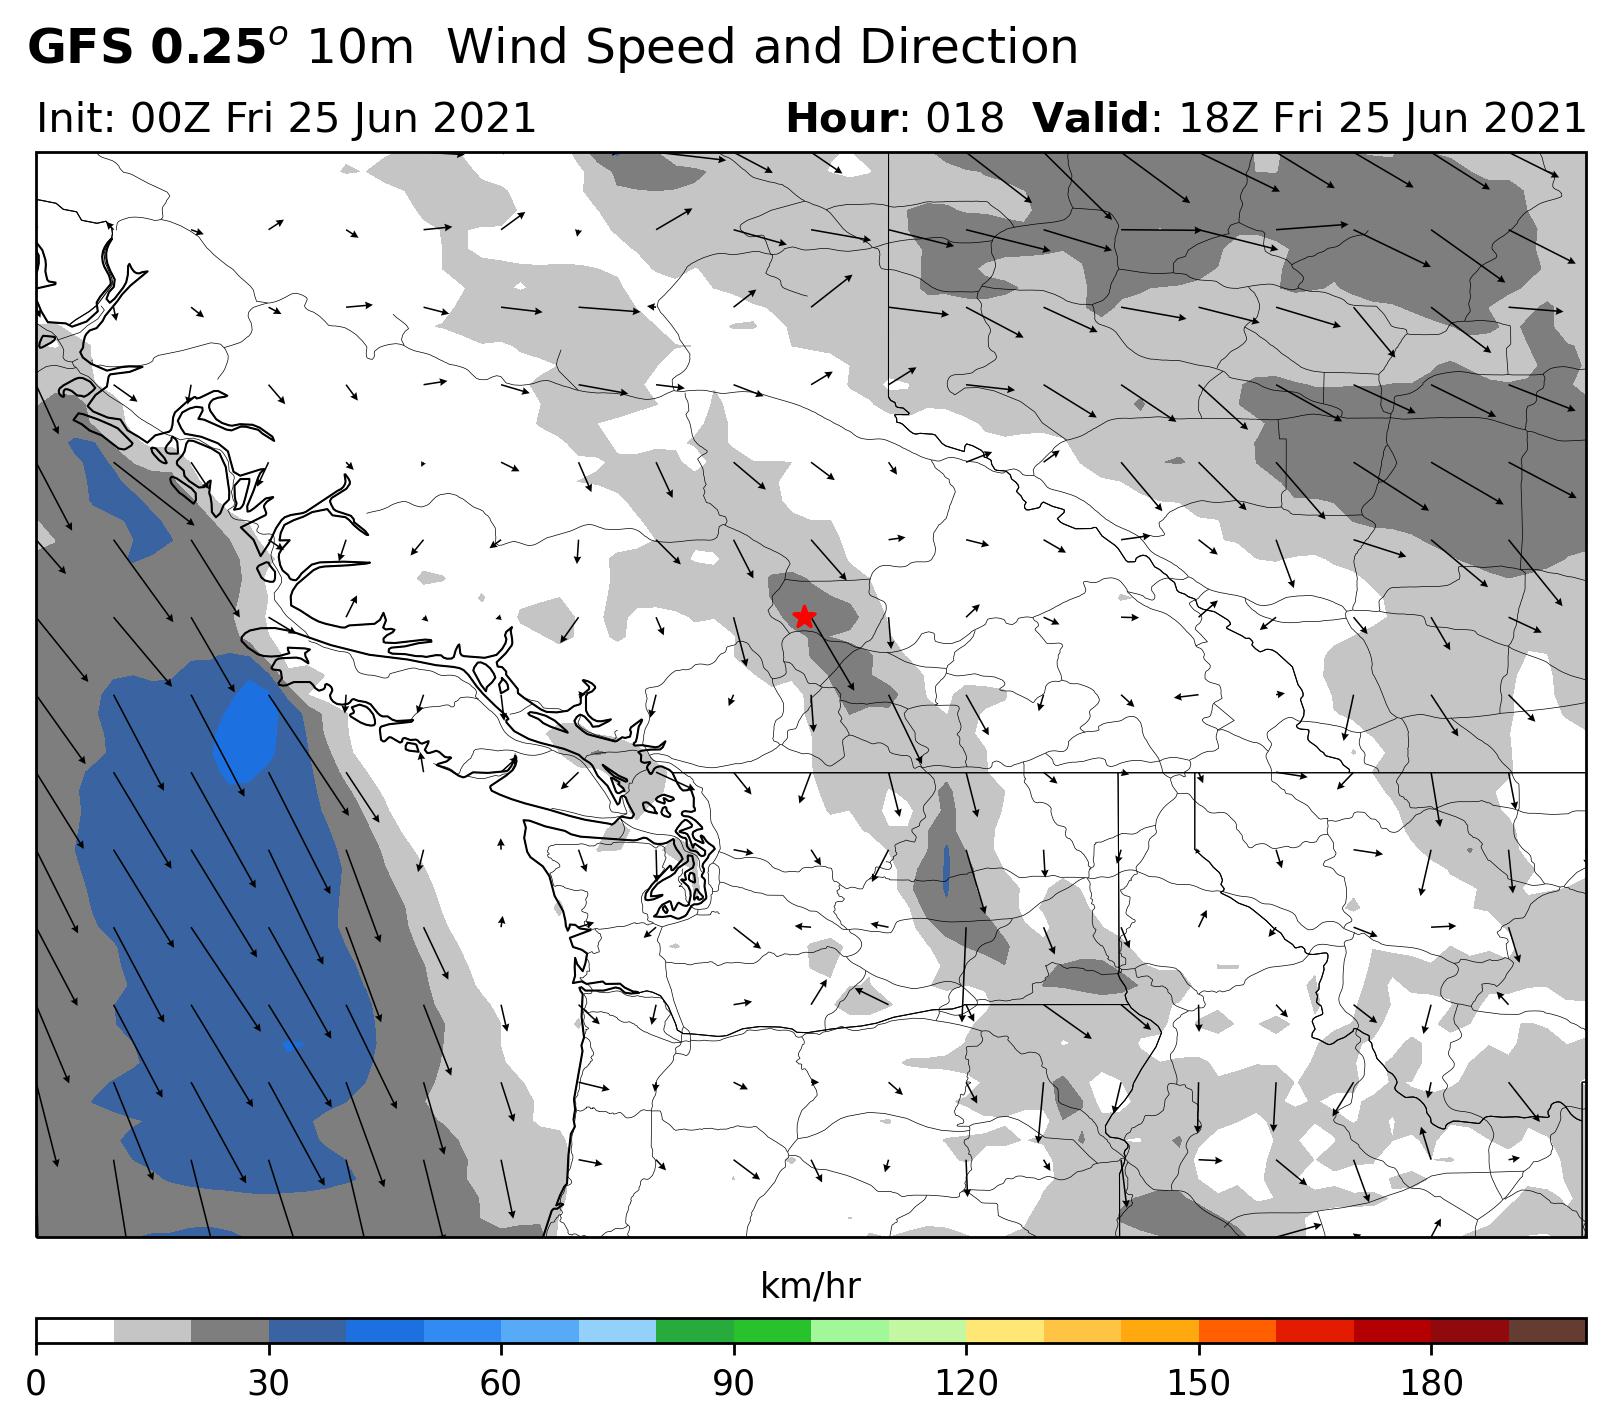 GFS 0.25° 10m Wind Speed and Direction
Init: 00Z Fri 25 Jun 2021 Hour: 018 Valid: 18Z Fri 25 Jun 2021
km/hr
0 30 60 90 120 150 180